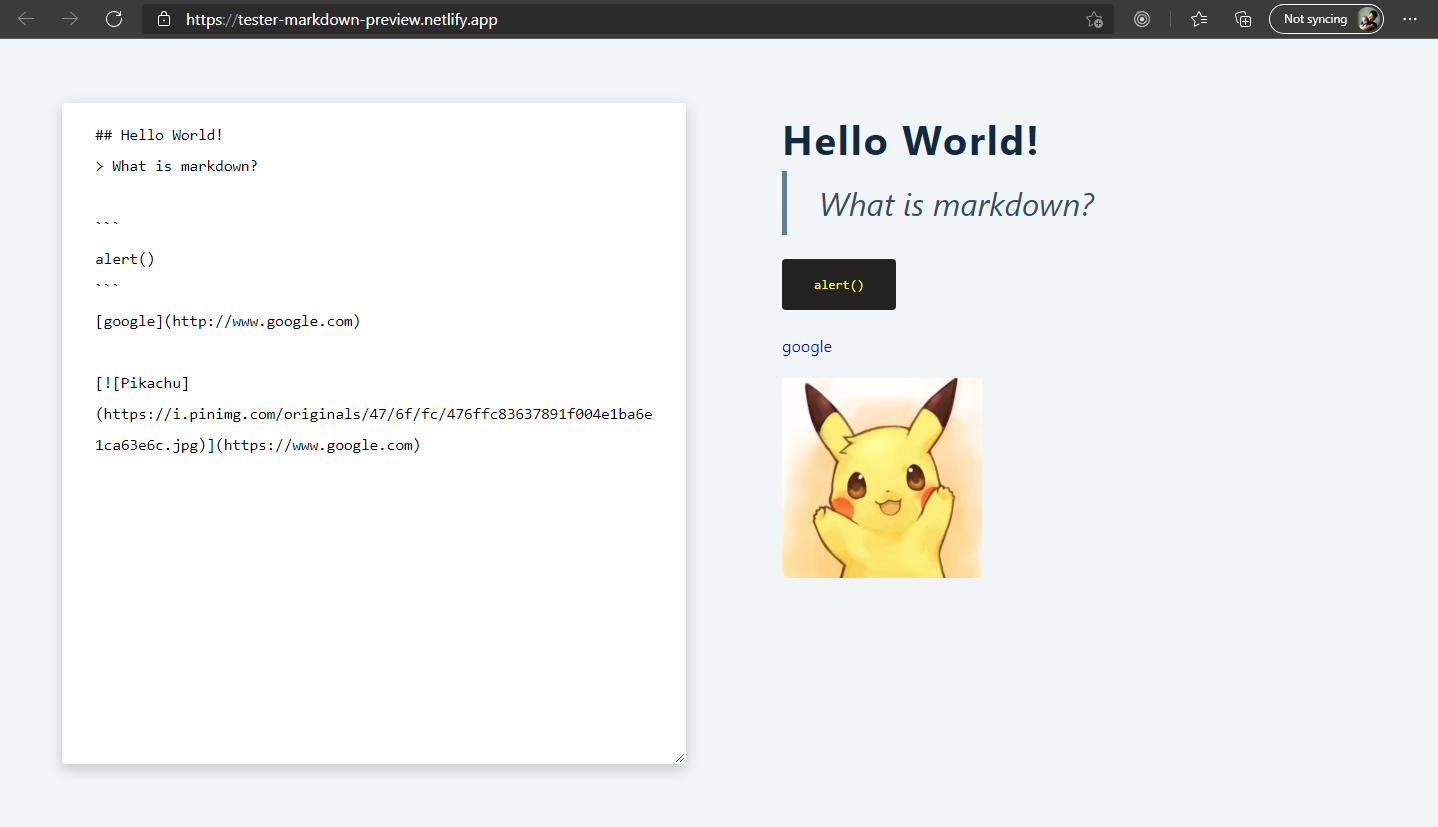 https://tester-markdown-preview.netlify.app
Not syncing
## Hello World!
> What is markdown?
```
alert()
```
[google](http://www.google.com)
[![Pikachu]
(https://i.pinimg.com/originals/47/6f/fc/476ffc83637891f004e1ba6e
1ca63e6c.jpg)](https://www.google.com)
Hello World!
What is markdown?
alert()
google